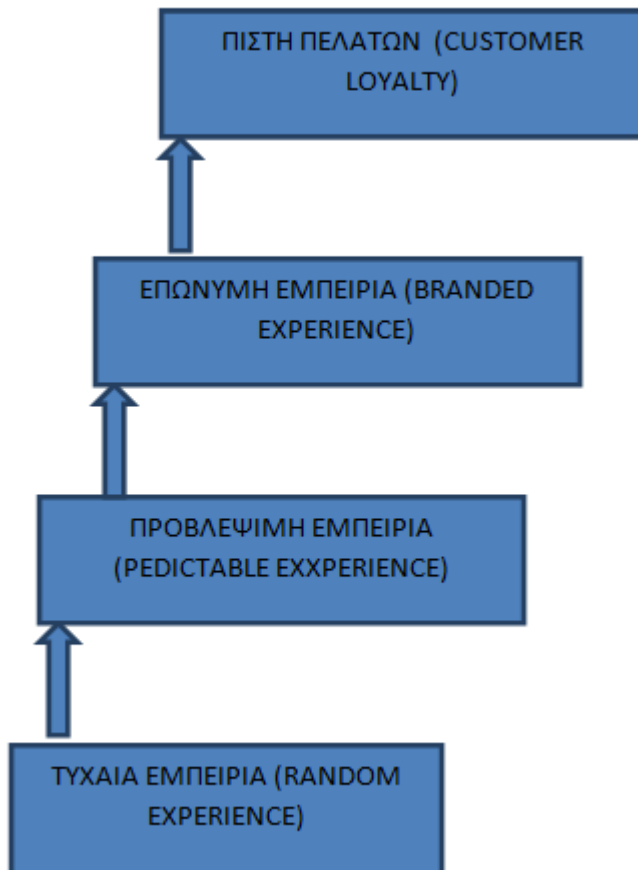 ΠΙΣΤΗ ΠΕΛΑΤΩΝ (CUSTOMER
LOYALTY)
ΕΠΩΝΥΜΗ ΕΜΠΕΙΡΙΑ (BRANDED
EXPERIENCE)
ΠΡΟΒΛΕΨΙΜΗ ΕΜΠΕΙΡΙΑ
(PEDICTABLE EXXPERIENCE)
ΤΥΧΑΙΑ ΕΜΠΕΙΡΙΑ (RANDOM
EXPERIENCE)